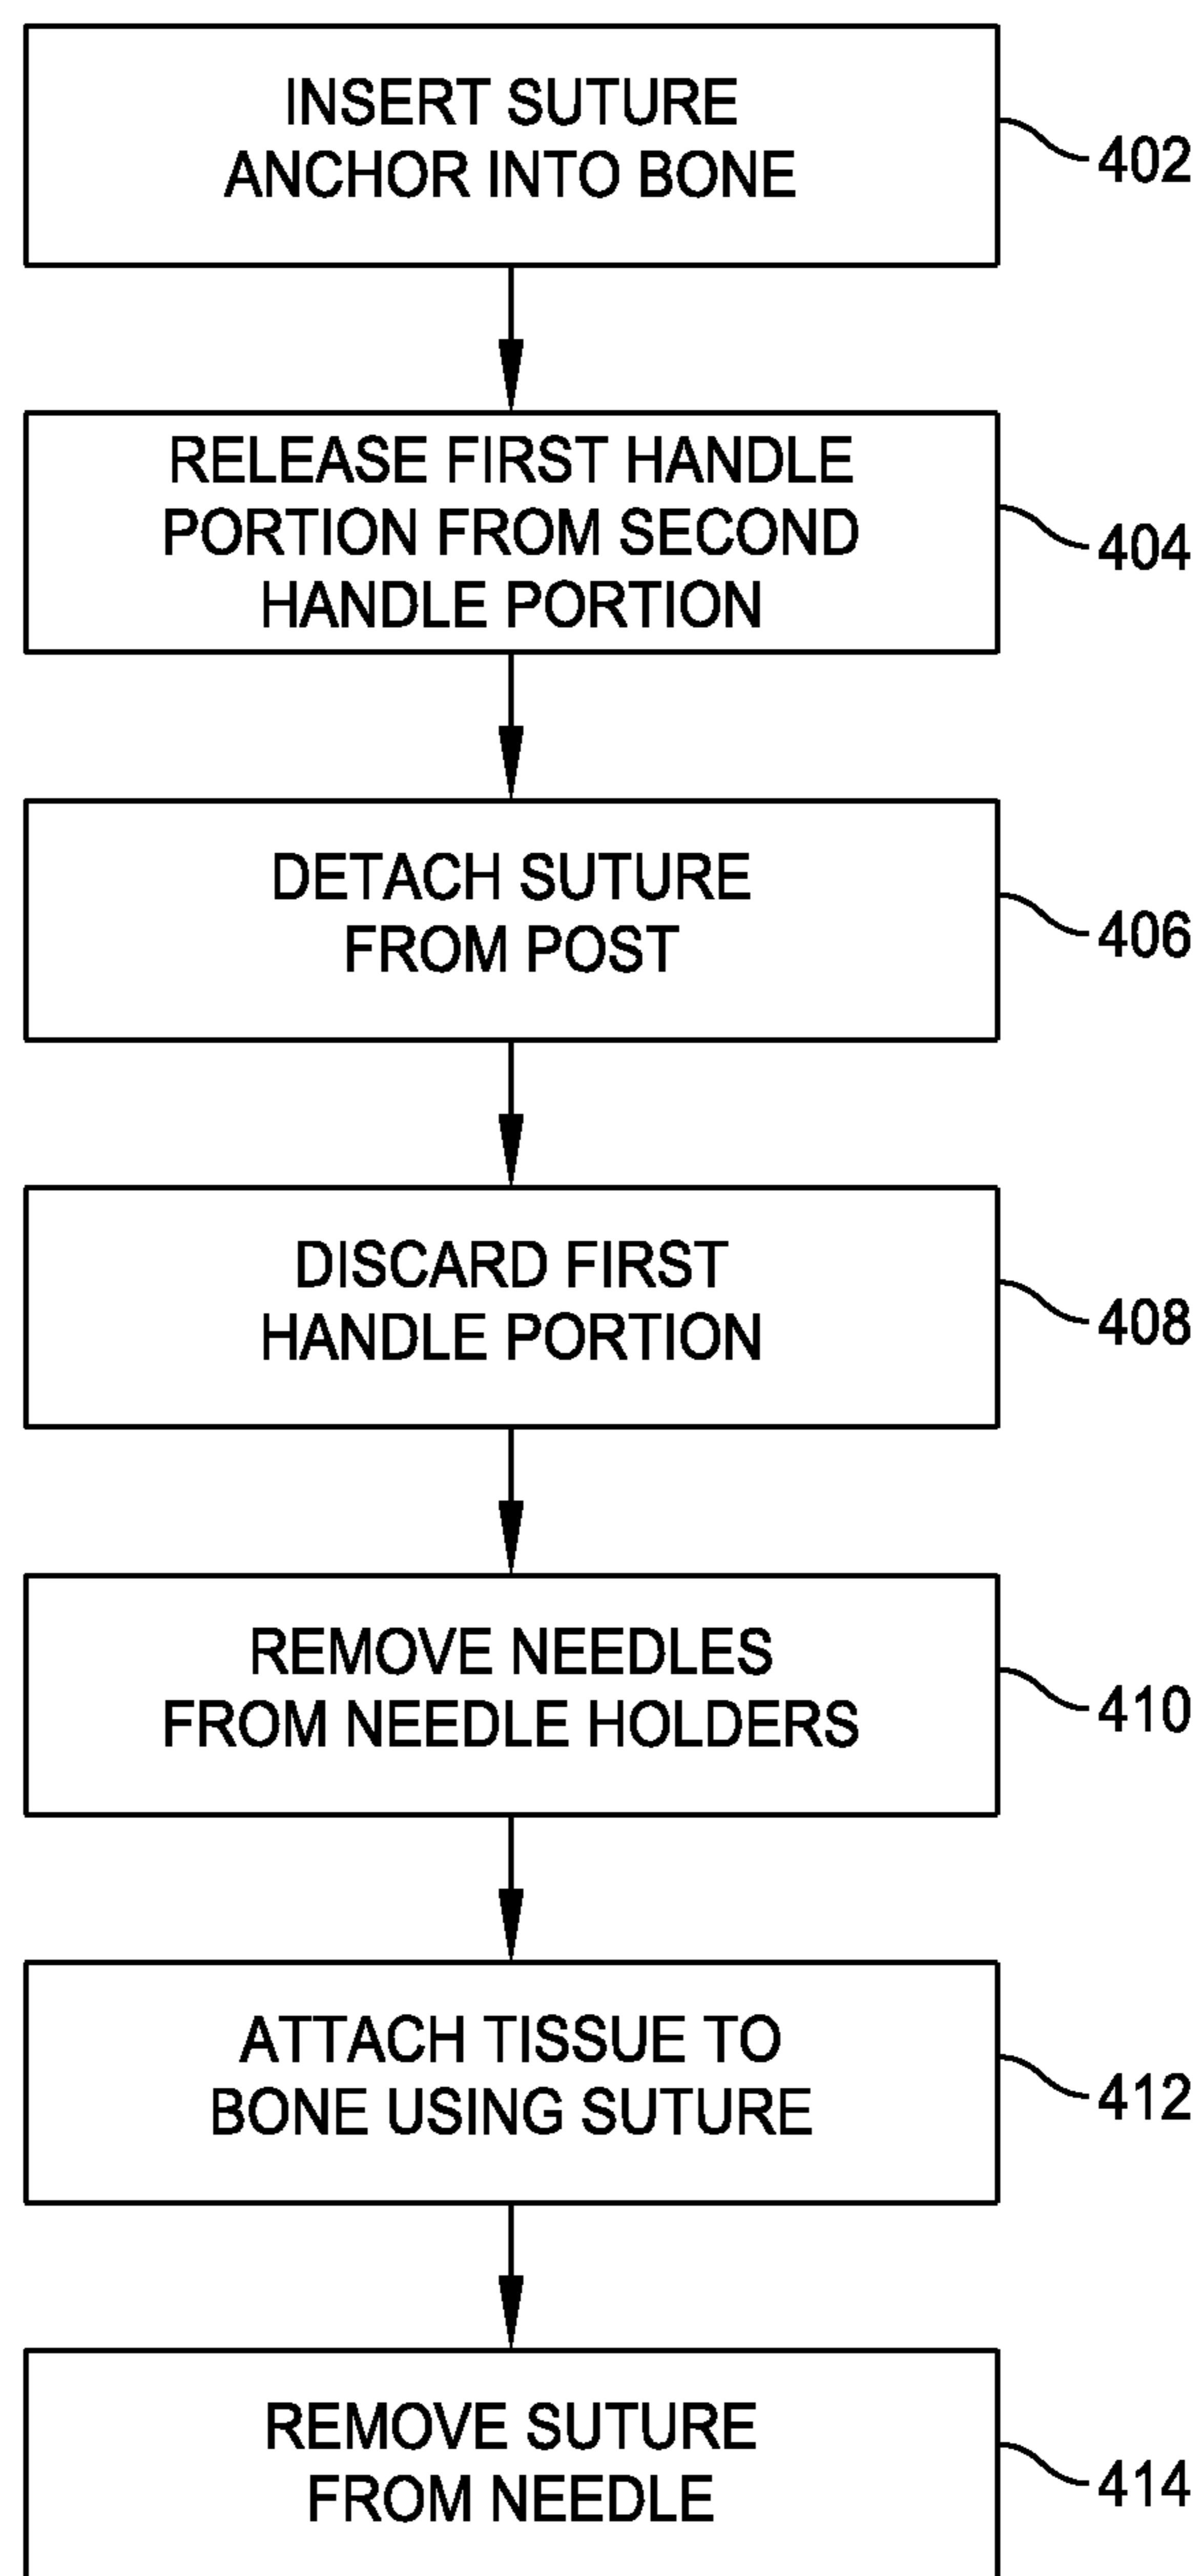 INSERT SUTURE
ANCHOR INTO BONE
402
RELEASE FIRST HANDLE
PORTION FROM SECOND
HANDLE PORTION
404
DETACH SUTURE
FROM POST
406
DISCARD FIRST
HANDLE PORTION
408
REMOVE NEEDLES
FROM NEEDLE HOLDERS
410
ATTACH TISSUE TO
BONE USING SUTURE
412
REMOVE SUTURE
FROM NEEDLE
414